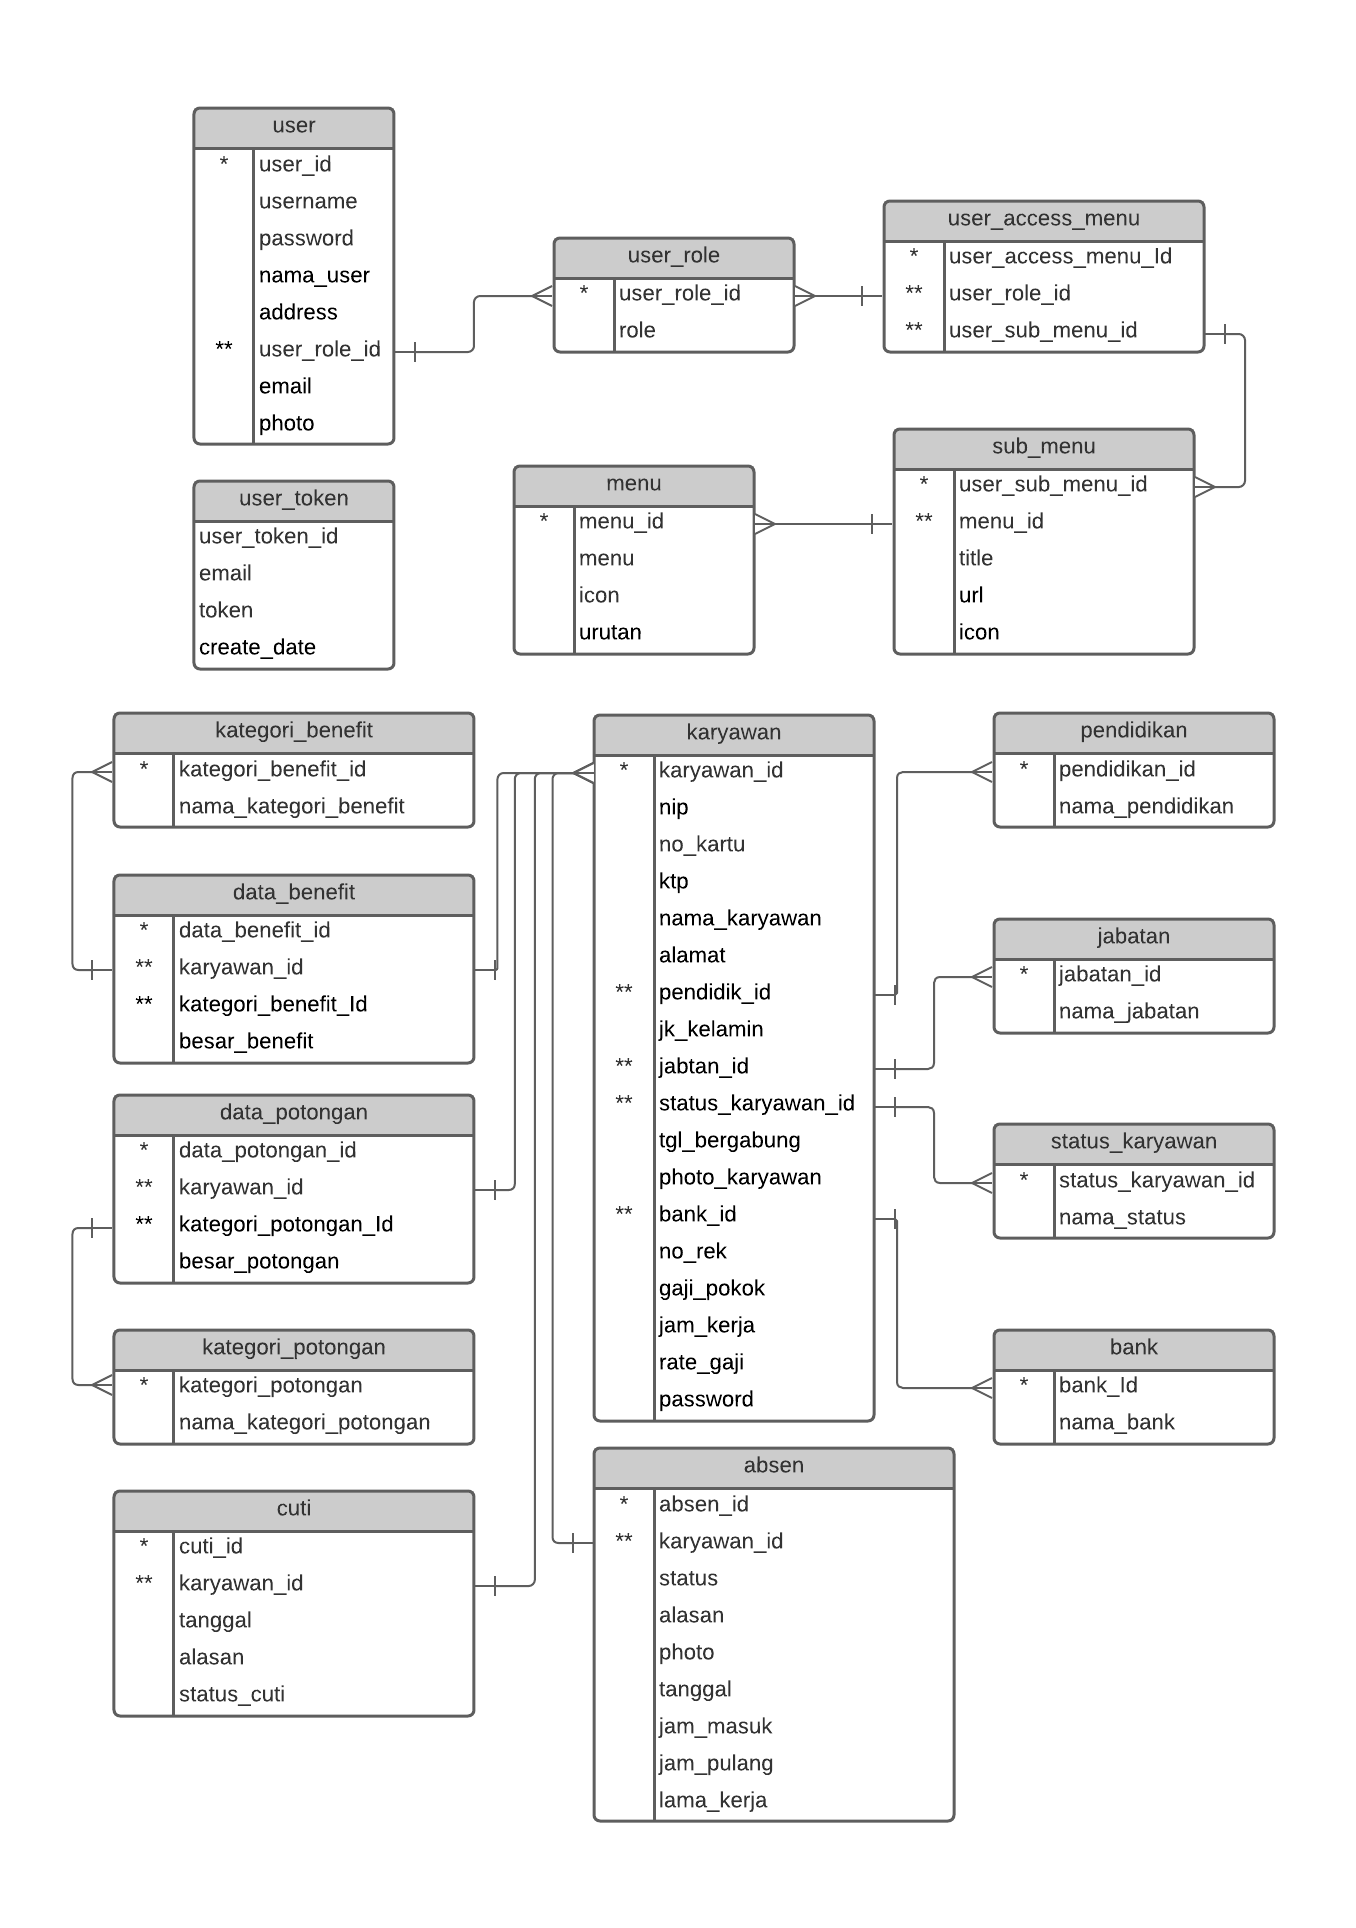 user
* user_id
username
password
nama_user
address
** user_role_id
email
photo
user_role
* user_role_id
role
user_access_menu
* user_access_menu_Id
** user_role_id
** user_sub_menu_id
user_token
user_token_id
email
token
create_date
menu
* menu_id
menu
icon
urutan
sub_menu
* user_sub_menu_id
** menu_id
title
url
icon
kategori_benefit
* kategori_benefit_id
nama_kategori_benefit
data_benefit
* data_benefit_id
** karyawan_id
** kategori_benefit_Id
besar_benefit
data_potongan
* data_potongan_id
** karyawan_id
** kategori_potongan_Id
besar_potongan
kategori_potongan
* kategori_potongan
nama_kategori_potongan
cuti
* cuti_id
** karyawan_id
tanggal
alasan
status_cuti
karyawan
* karyawan_id
nip
no_kartu
ktp
nama_karyawan
alamat
** pendidik_id
jk_kelamin
** jabtan_id
** status_karyawan_id
tgl_bergabung
photo_karyawan
** bank_id
no_rek
gaji_pokok
jam_kerja
rate_gaji
password
absen
* absen_id
** karyawan_id
status
alasan
photo
tanggal
jam_masuk
jam_pulang
lama_kerja
pendidikan
* pendidikan_id
nama_pendidikan
jabatan
* jabatan_id
nama_jabatan
status_karyawan
* status_karyawan_id
nama_status
bank
* bank_Id
nama_bank